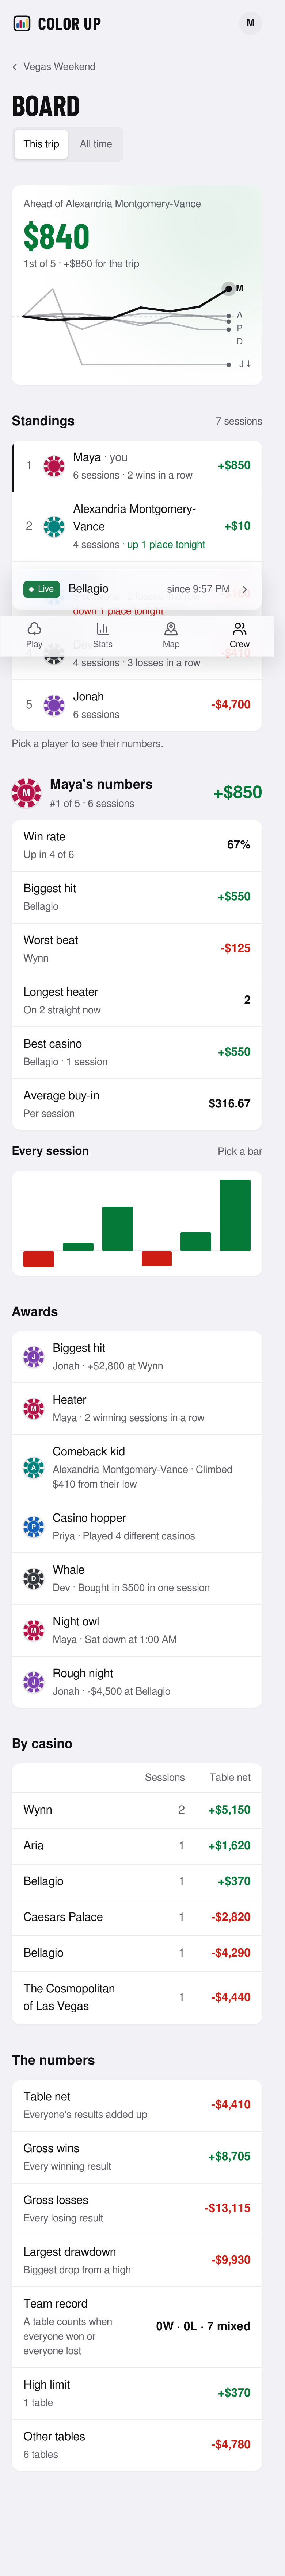 COLOR UP
M
Vegas Weekend
BOARD
This trip
All time
Ahead of Alexandria Montgomery-Vance
$840
1st of 5 · +$850 for the trip
M
A
P
D
J ↓
Standings
7 sessions
1
Maya · you
6 sessions · 2 wins in a row
+$850
2
Alexandria Montgomery-
Vance
4 sessions · up 1 place tonight
+$10
Live
Bellagio
since 9:57 PM
down 1 place tonight
Play
Stats
Map
Crew
4 sessions · 3 losses in a row
5
Jonah
6 sessions
-$4,700
Pick a player to see their numbers.
M
Maya's numbers
#1 of 5 · 6 sessions
+$850
Win rate
Up in 4 of 6
67%
Biggest hit
Bellagio
+$550
Worst beat
Wynn
-$125
Longest heater
On 2 straight now
2
Best casino
Bellagio · 1 session
+$550
Average buy-in
Per session
$316.67
Every session
Pick a bar
Awards
J
Biggest hit
Jonah · +$2,800 at Wynn
M
Heater
Maya · 2 winning sessions in a row
A
Comeback kid
Alexandria Montgomery-Vance · Climbed
$410 from their low
P
Casino hopper
Priya · Played 4 different casinos
D
Whale
Dev · Bought in $500 in one session
M
Night owl
Maya · Sat down at 1:00 AM
J
Rough night
Jonah · -$4,500 at Bellagio
By casino
Sessions
Table net
Wynn
2
+$5,150
Aria
1
+$1,620
Bellagio
1
+$370
Caesars Palace
1
-$2,820
Bellagio
1
-$4,290
The Cosmopolitan
of Las Vegas
1
-$4,440
The numbers
Table net
Everyone's results added up
-$4,410
Gross wins
Every winning result
+$8,705
Gross losses
Every losing result
-$13,115
Largest drawdown
Biggest drop from a high
-$9,930
Team record
A table counts when
everyone won or
everyone lost
0W · 0L · 7 mixed
High limit
1 table
+$370
Other tables
6 tables
-$4,780